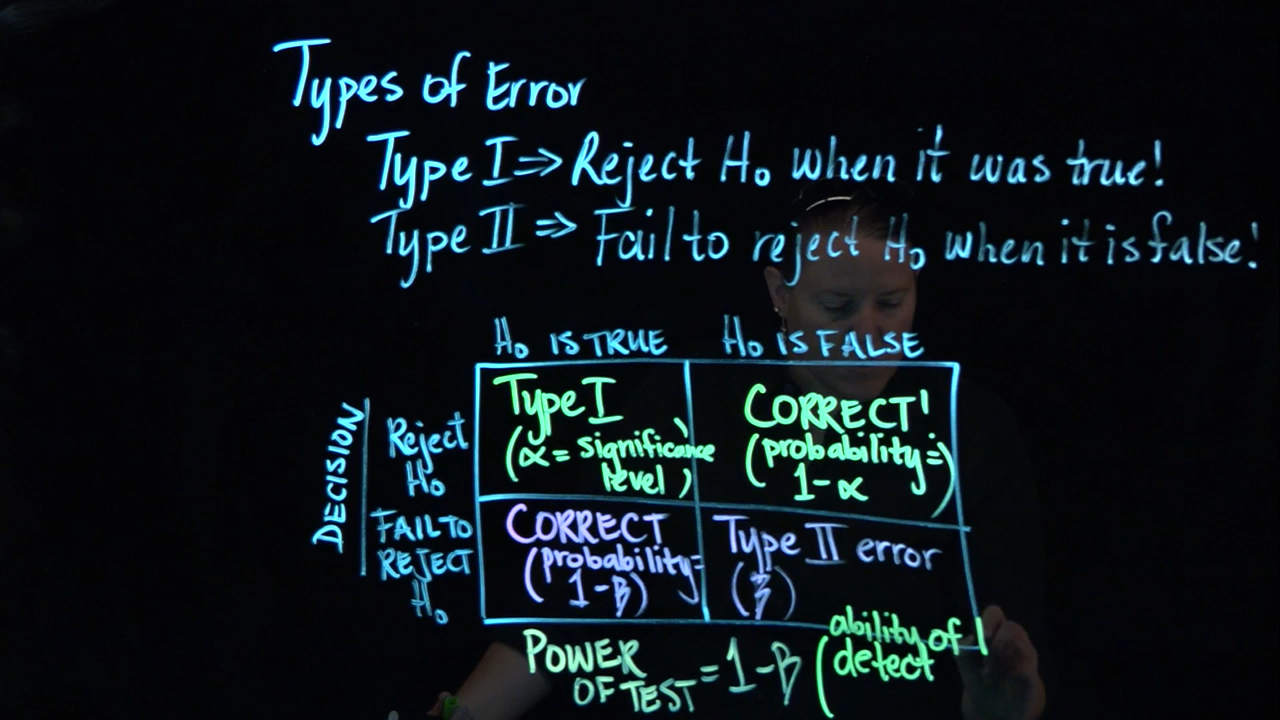 Types of Error
Type I ⇒ Reject H₀ when it was true!
Type II ⇒ Fail to reject H₀ when it is false!
H₀ IS TRUE H₀ IS FALSE
DECISION
Reject
H₀
Type I
(α = significance
level)
CORRECT!
(probability =
1-α)
FAIL TO
REJECT
H₀
CORRECT
(probability =
1-β)
Type II error
(β)
POWER
OF TEST = 1-β (ability of
detect